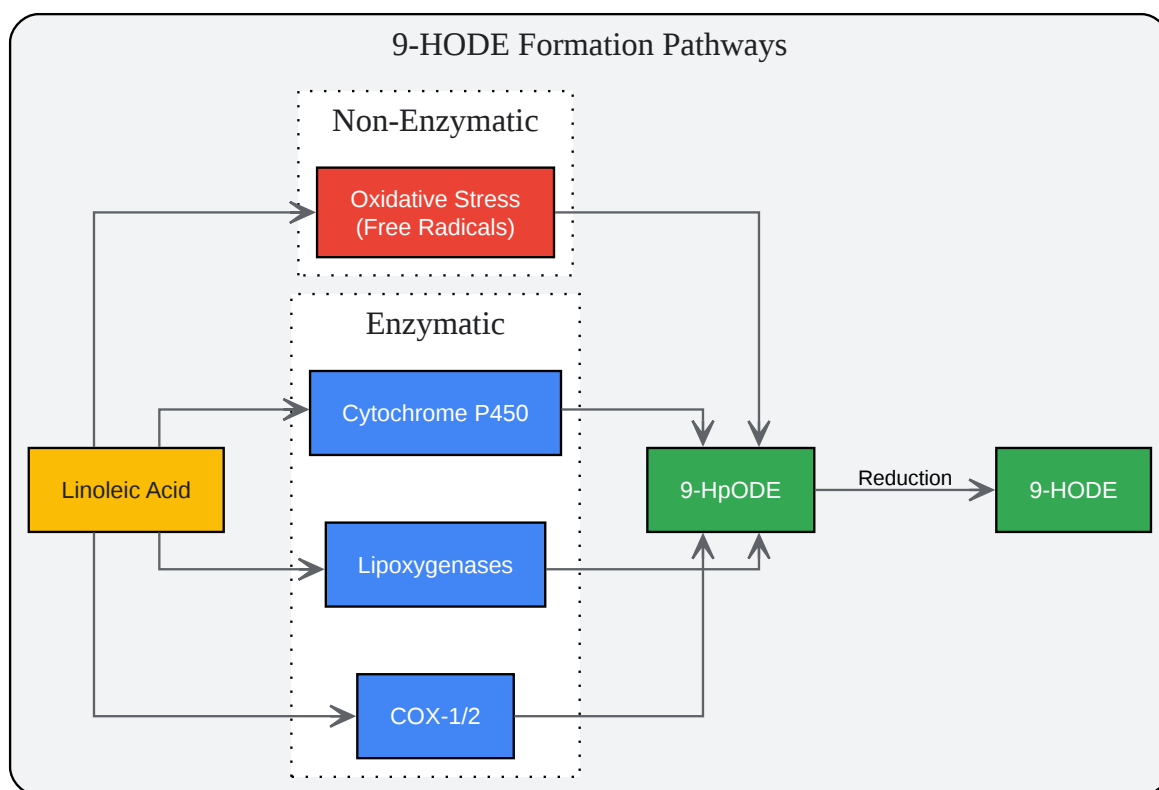 9-HODE Formation Pathways
Non-Enzymatic
Oxidative Stress
(Free Radicals)
Enzymatic
Cytochrome P450
Linoleic Acid
9-HpODE
Reduction
9-HODE
Lipoxygenases
COX-1/2